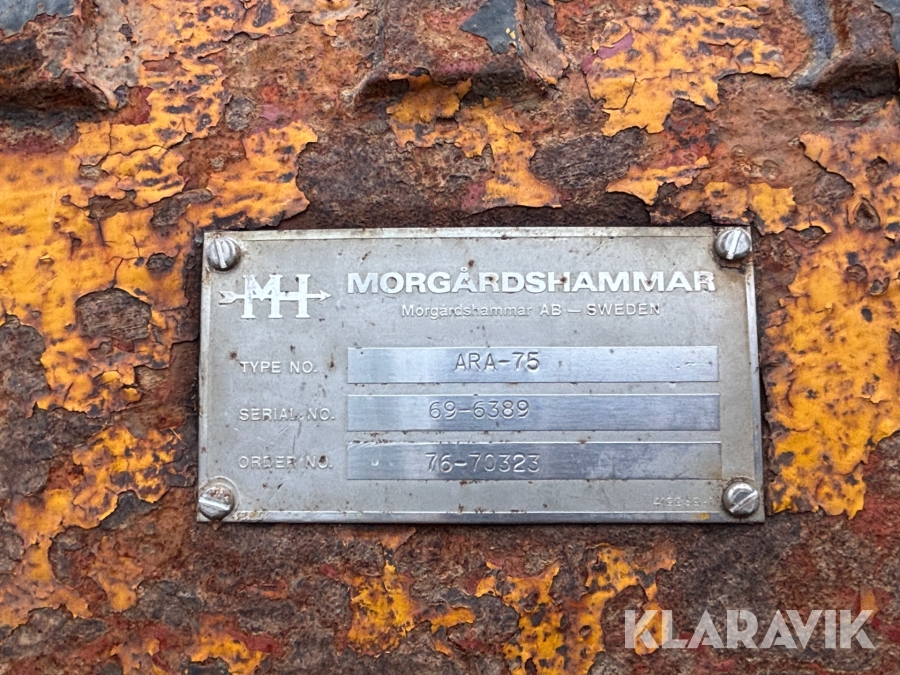 MH MORGÅRDSHAMMAR
Morgårdshammar AB – SWEDEN
TYPE NO. ARA-75
SERIAL NO. 69-6389
ORDER NO. 76-70323
KLARAVIK